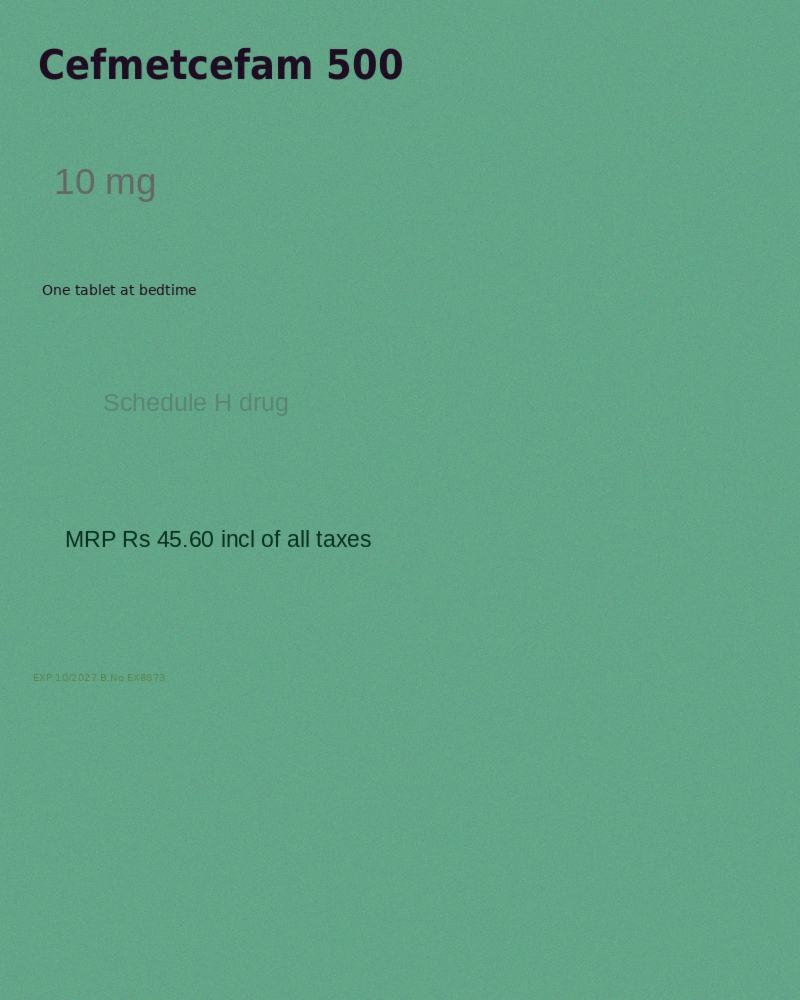 Cefmetcefam 500
10 mg
One tablet at bedtime
Schedule H drug
MRP Rs 45.60 incl of all taxes
EXP 10/2027 B.No EX8873